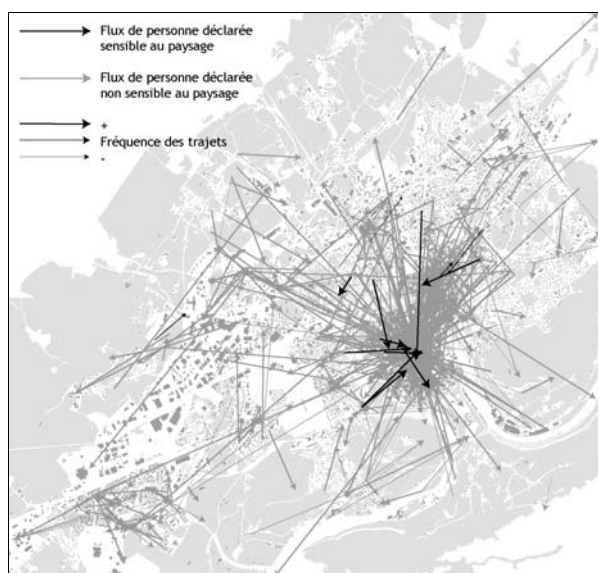 Flux de personne déclarée
sensible au paysage
Flux de personne déclarée
non sensible au paysage
+
Fréquence des trajets
-